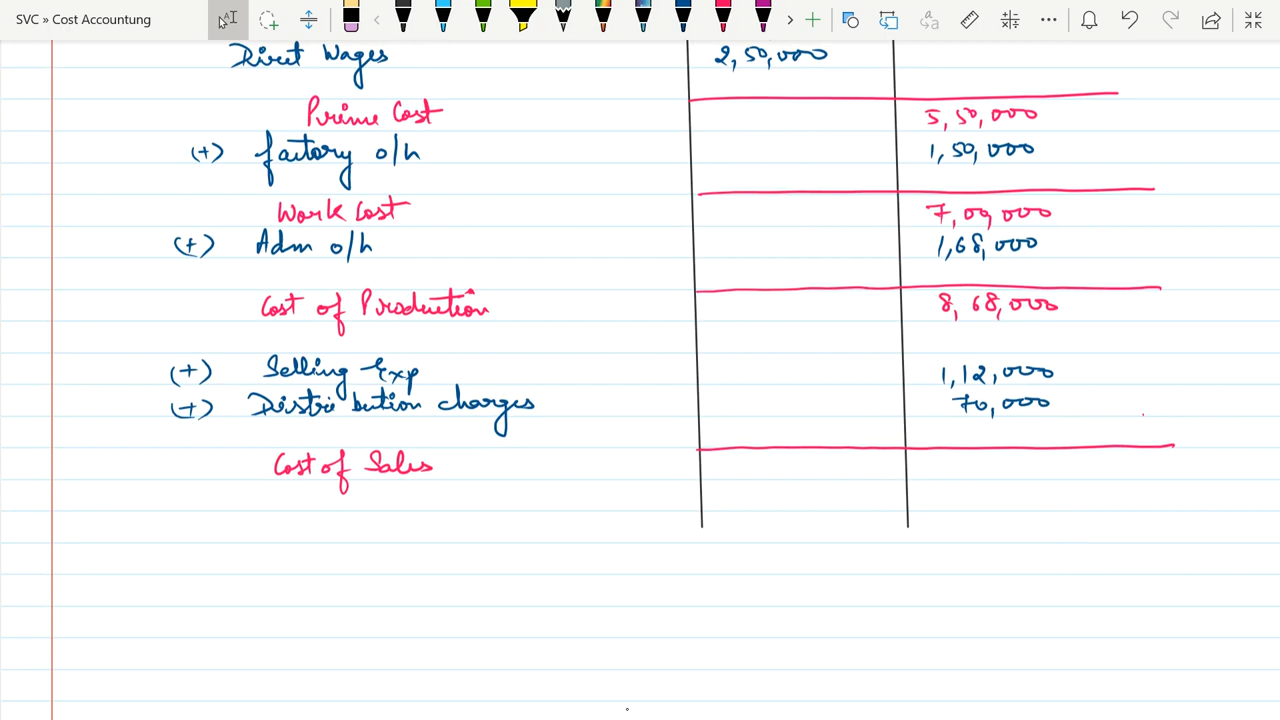 SVC » Cost Accountung
Direct Wages 2,50,000
Prime Cost 5,50,000
(+) factory o/h 1,50,000
Work Cost 7,00,000
(+) Adm o/h 1,68,000
Cost of Production 8,68,000
(+) Selling Exp 1,12,000
(+) Distribution charges 70,000
Cost of Sales